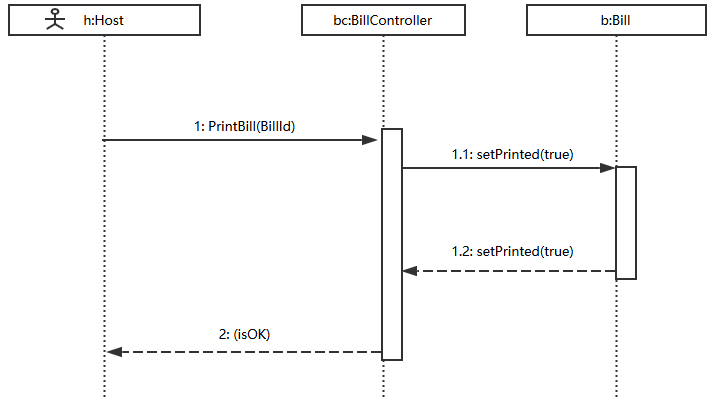 h:Host
bc:BillController
b:Bill
1: PrintBill(BillId)
1.1: setPrinted(true)
1.2: setPrinted(true)
2: (isOK)